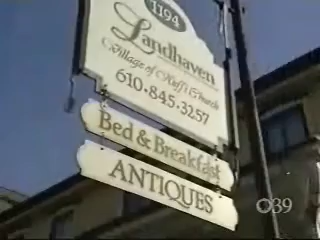 1194
Landhaven
Village of Huff's Church
610·845·3257
Bed & Breakfast
ANTIQUES
39